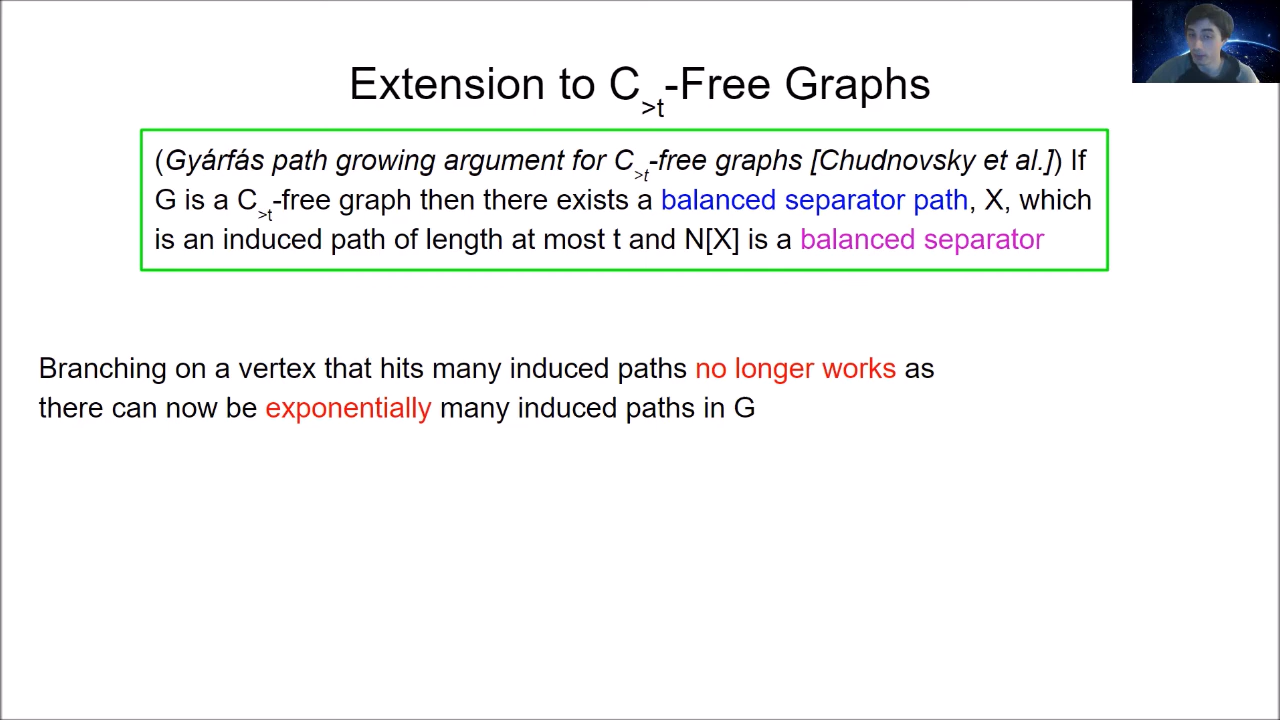 Extension to C>t-Free Graphs
(Gyárfás path growing argument for C>t-free graphs [Chudnovsky et al.]) If
G is a C>t-free graph then there exists a balanced separator path, X, which
is an induced path of length at most t and N[X] is a balanced separator
Branching on a vertex that hits many induced paths no longer works as
there can now be exponentially many induced paths in G